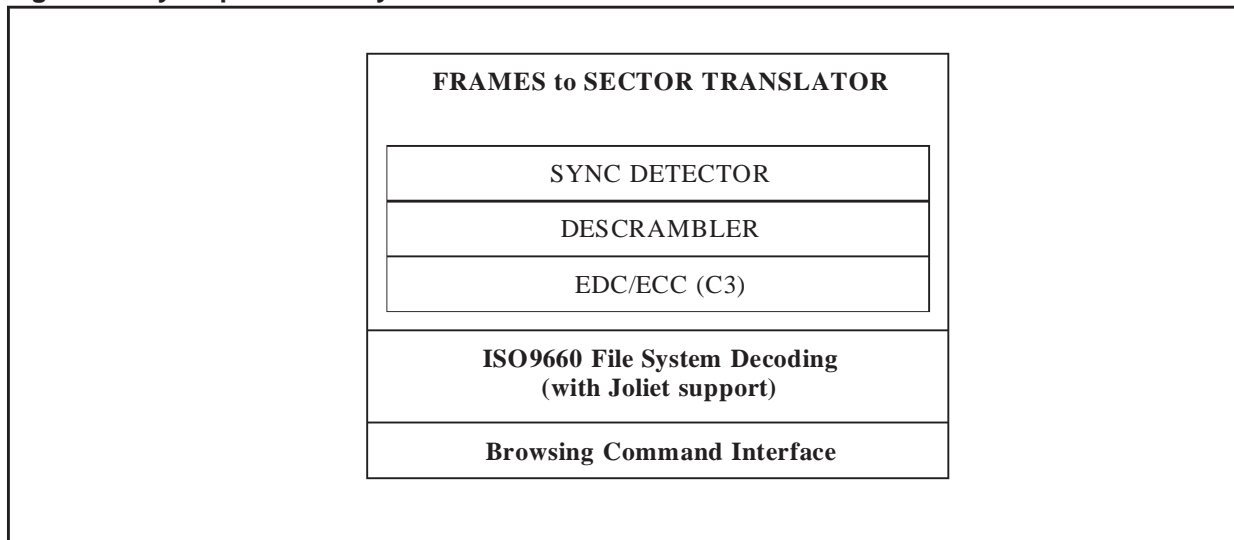 FRAMES to SECTOR TRANSLATOR
SYNC DETECTOR
DESCRAMBLER
EDC/ECC (C3)
ISO9660 File System Decoding
(with Joliet support)
Browsing Command Interface